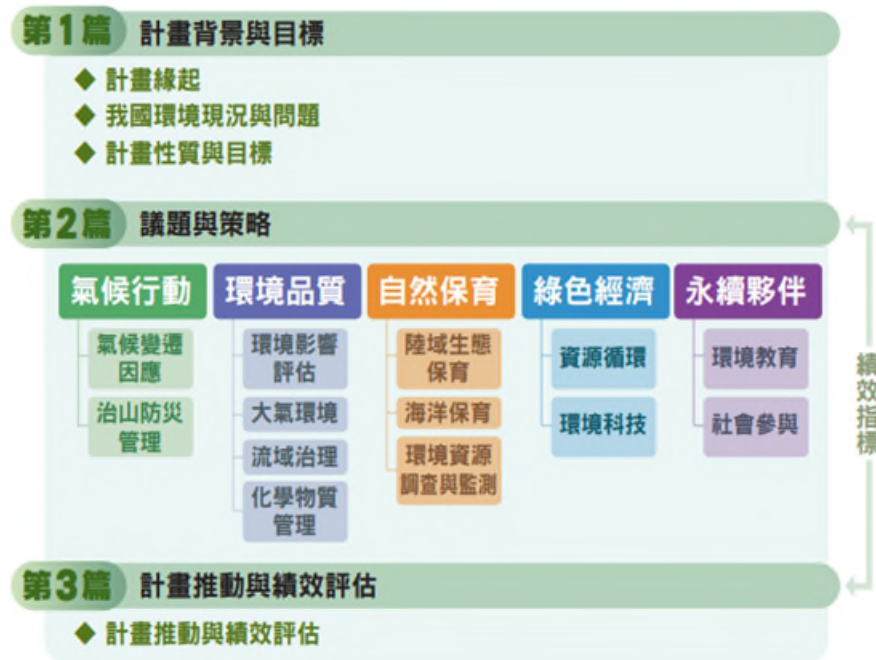 第1篇 計畫背景與目標
◆ 計畫緣起
◆ 我國環境現況與問題
◆ 計畫性質與目標
第2篇 議題與策略
氣候行動
氣候變遷
因應
治山防災
管理
環境品質
環境影響
評估
大氣環境
流域治理
化學物質
管理
自然保育
陸域生態
保育
海洋保育
環境資源
調查與監測
綠色經濟
資源循環
環境科技
永續夥伴
環境教育
社會參與
績效指標
第3篇 計畫推動與績效評估
◆ 計畫推動與績效評估